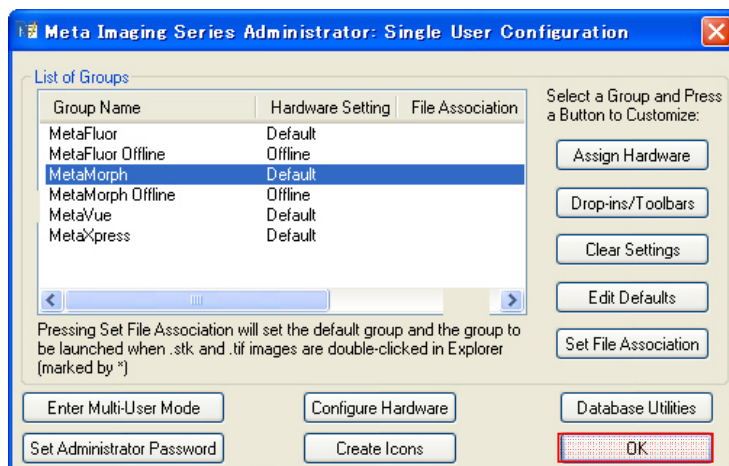 Meta Imaging Series Administrator: Single User Configuration
List of Groups
Group Name Hardware Setting File Association
MetaFluor Default
MetaFluor Offline Offline
MetaMorph Default
MetaMorph Offline Offline
MetaVue Default
MetaXpress Default
Pressing Set File Association will set the default group and the group to
be launched when .stk and .tif images are double-clicked in Explorer
(marked by *)
Select a Group and Press
a Button to Customize:
Assign Hardware
Drop-ins/Toolbars
Clear Settings
Edit Defaults
Set File Association
Enter Multi-User Mode Configure Hardware Database Utilities
Set Administrator Password Create Icons OK